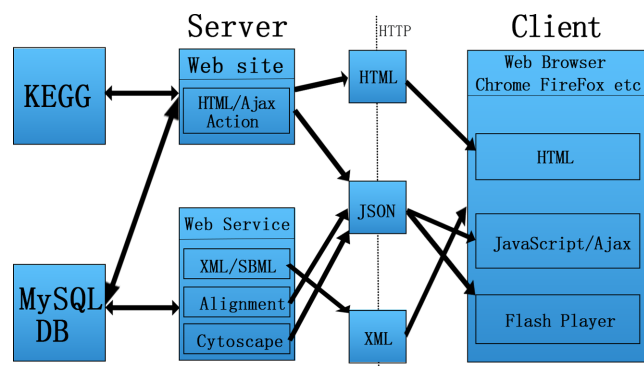 Server
HTTP
Client
KEGG
Web site
HTML/Ajax
Action
HTML
Web Browser
Chrome FireFox etc
HTML
JSON
Web Service
XML/SBML
Alignment
Cytoscape
JavaScript/Ajax
MySQL
DB
XML
Flash Player